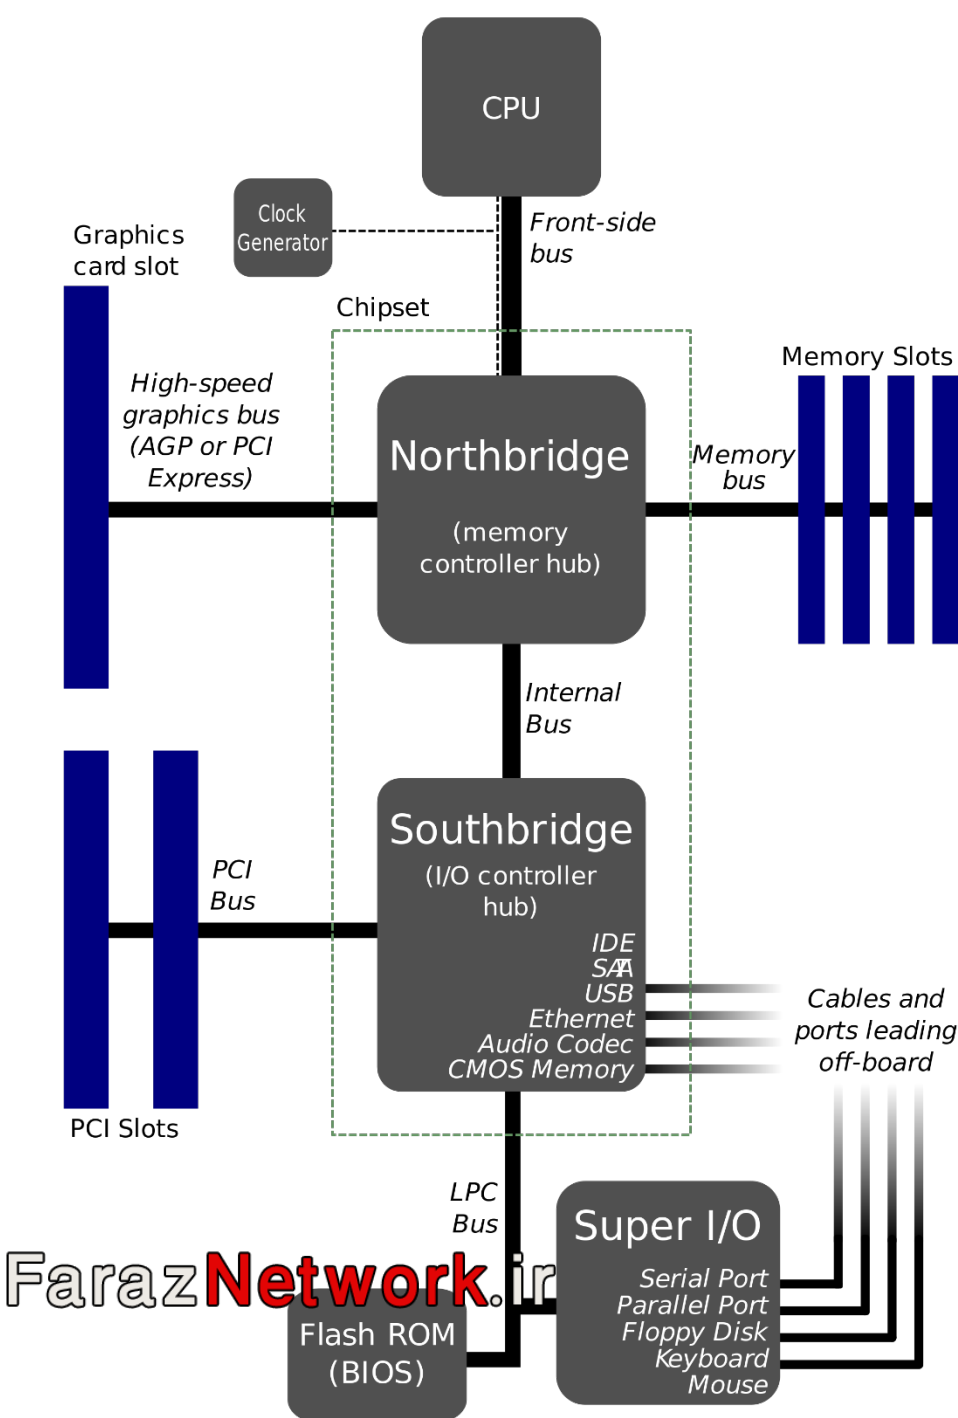 CPU
Clock
Generator
Front-side
bus
Graphics
card slot
Chipset
High-speed
graphics bus
(AGP or PCI
Express)
Memory Slots
Northbridge
(memory
controller hub)
Memory
bus
Internal
Bus
Southbridge
(I/O controller
hub)
IDE
SATA
USB
Ethernet
Audio Codec
CMOS Memory
PCI
Bus
PCI Slots
Cables and
ports leading
off-board
LPC
Bus
Super I/O
Serial Port
Parallel Port
Floppy Disk
Keyboard
Mouse
FarazNetwork.ir
Flash ROM
(BIOS)